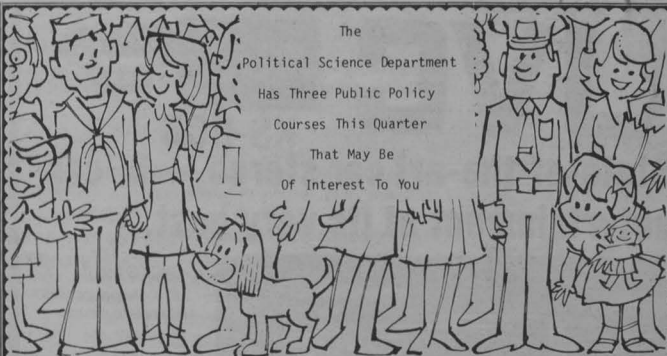 The
Political Science Department
Has Three Public Policy
Courses This Quarter
That May Be
Of Interest To You